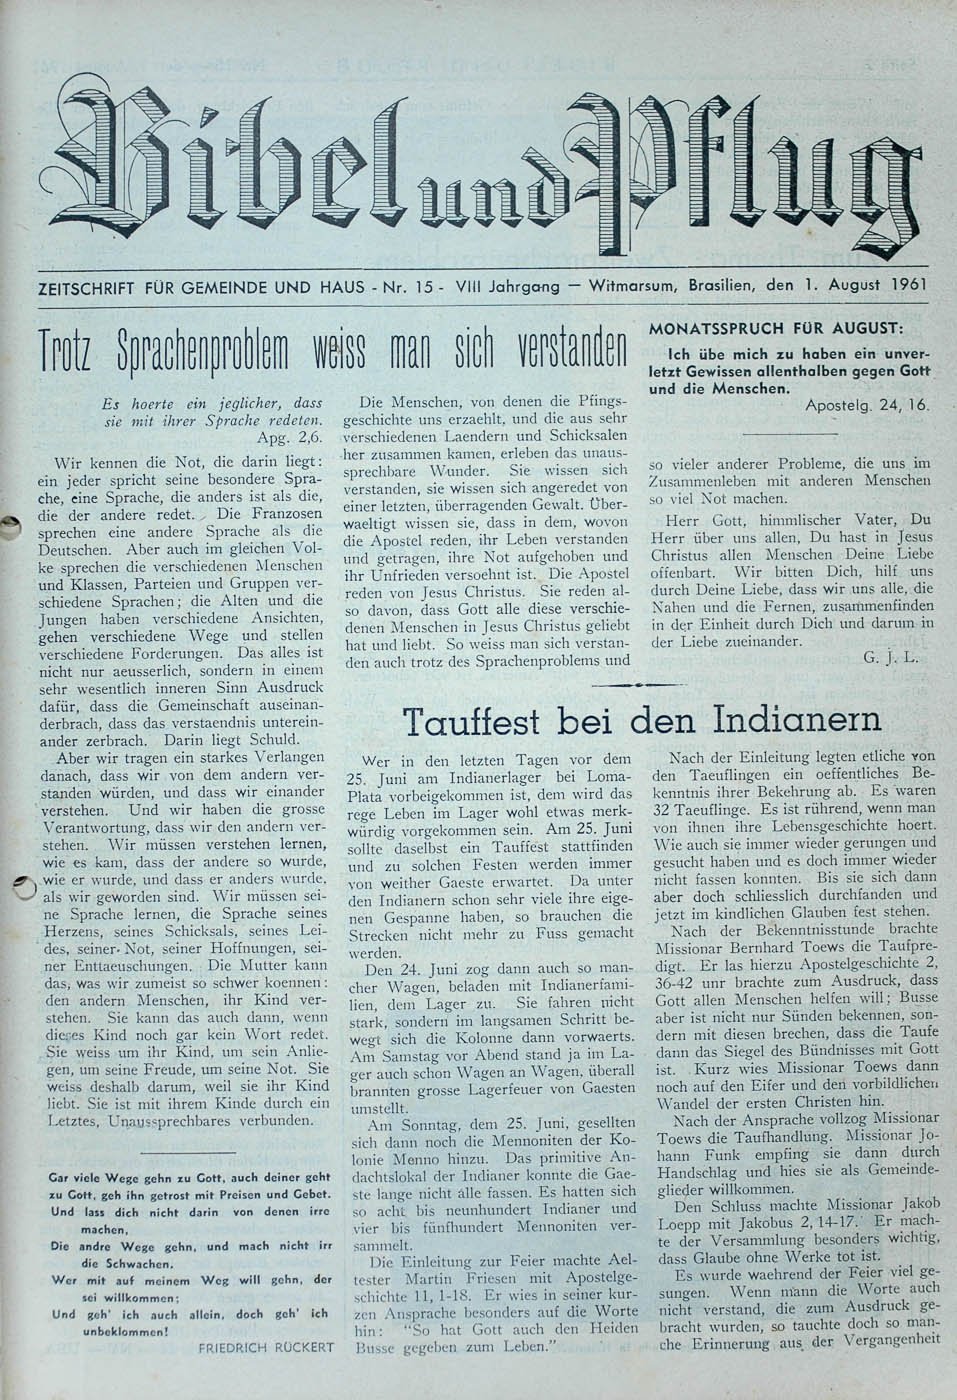 Bibel und Pflug
ZEITSCHRIFT FÜR GEMEINDE UND HAUS - Nr. 15 - VIII Jahrgang — Witmarsum, Brasilien, den 1. August 1961
Trotz Sprachenproblem weiss man sich verstanden
Es hoerte ein jeglicher, dass
sie mit ihrer Sprache redeten.
Apg. 2,6.
Wir kennen die Not, die darin liegt:
ein jeder spricht seine besondere Spra-
che, eine Sprache, die anders ist als die,
die der andere redet. Die Franzosen
sprechen eine andere Sprache als die
Deutschen. Aber auch im gleichen Vol-
ke sprechen die verschiedenen Menschen
und Klassen, Parteien und Gruppen ver-
schiedene Sprachen; die Alten und die
Jungen haben verschiedene Ansichten,
gehen verschiedene Wege und stellen
verschiedene Forderungen. Das alles ist
nicht nur aeusserlich, sondern in einem
sehr wesentlich inneren Sinn Ausdruck
dafür, dass die Gemeinschaft auseinan-
derbrach, dass das verstaendnis unterein-
ander zerbrach. Darin liegt Schuld.
Aber wir tragen ein starkes Verlangen
danach, dass wir von dem andern ver-
standen würden, und dass wir einander
verstehen. Und wir haben die grosse
Verantwortung, dass wir den andern ver-
stehen. Wir müssen verstehen lernen,
wie es kam, dass der andere so wurde,
wie er wurde, und dass er anders wurde,
als wir geworden sind. Wir müssen sei-
ne Sprache lernen, die Sprache seines
Herzens, seines Schicksals, seines Lei-
des, seiner Not, seiner Hoffnungen, sei-
ner Enttaeuschungen. Die Mutter kann
das, was wir zumeist so schwer koennen:
den andern Menschen, ihr Kind ver-
stehen. Sie kann das auch dann, wenn
dieses Kind noch gar kein Wort redet.
Sie weiss um ihr Kind, um sein Anlie-
gen, um seine Freude, um seine Not. Sie
weiss deshalb darum, weil sie ihr Kind
liebt. Sie ist mit ihrem Kinde durch ein
Letztes, Unaussprechbares verbunden.
Gar viele Wege gehn zu Gott, auch deiner geht
zu Gott, geh ihn getrost mit Preisen und Gebet.
Und lass dich nicht darin von denen irre
machen,
Die andre Wege gehn, und mach nicht irr
die Schwachen.
Wer mit auf meinem Weg will gehn, der
sei willkommen;
Und geh' ich auch allein, doch geh' ich
unbeklommen!
FRIEDRICH RÜCKERT
Die Menschen, von denen die Pfings-
geschichte uns erzaehlt, und die aus sehr
verschiedenen Laendern und Schicksalen
her zusammen kamen, erleben das unaus-
sprechbare Wunder. Sie wissen sich
verstanden, sie wissen sich angeredet von
einer letzten, überragenden Gewalt. Über-
waeltigt wissen sie, dass in dem, wovon
die Apostel reden, ihr Leben verstanden
und getragen, ihre Not aufgehoben und
ihr Unfrieden versoehnt ist. Die Apostel
reden von Jesus Christus. Sie reden al-
so davon, dass Gott alle diese verschie-
denen Menschen in Jesus Christus geliebt
hat und liebt. So weiss man sich verstan-
den auch trotz des Sprachenproblems und
MONATSSPRUCH FÜR AUGUST:
Ich übe mich zu haben ein unver-
letzt Gewissen allenthalben gegen Gott
und die Menschen.
Apostelg. 24, 16.
so vieler anderer Probleme, die uns im
Zusammenleben mit anderen Menschen
so viel Not machen.
Herr Gott, himmlischer Vater, Du
Herr über uns allen, Du hast in Jesus
Christus allen Menschen Deine Liebe
offenbart. Wir bitten Dich, hilf uns
durch Deine Liebe, dass wir uns alle, die
Nahen und die Fernen, zusammenfinden
in der Einheit durch Dich und darum in
der Liebe zueinander.
G. J. L.
Tauffest bei den Indianern
Wer in den letzten Tagen vor dem
25. Juni am Indianerlager bei Loma-
Plata vorbeigekommen ist, dem wird das
rege Leben im Lager wohl etwas merk-
würdig vorgekommen sein. Am 25. Juni
sollte daselbst ein Tauffest stattfinden
und zu solchen Festen werden immer
von weither Gaeste erwartet. Da unter
den Indianern schon sehr viele ihre eige-
nen Gespanne haben, so brauchen die
Strecken nicht mehr zu Fuss gemacht
werden.
Den 24. Juni zog dann auch so man-
cher Wagen, beladen mit Indianerfami-
lien, dem Lager zu. Sie fahren nicht
stark, sondern im langsamen Schritt be-
wegt sich die Kolonne dann vorwaerts.
Am Samstag vor Abend stand ja im La-
ger auch schon Wagen an Wagen, überall
brannten grosse Lagerfeuer von Gaesten
umstellt.
Am Sonntag, dem 25. Juni, gesellten
sich dann noch die Mennoniten der Ko-
lonie Menno hinzu. Das primitive An-
dachtslokal der Indianer konnte die Gae-
ste lange nicht alle fassen. Es hatten sich
so acht bis neunhundert Indianer und
vier bis fünfhundert Mennoniten ver-
sammelt.
Die Einleitung zur Feier machte Ael-
tester Martin Friesen mit Apostelge-
schichte 11, 1-18. Er wies in seiner kur-
zen Ansprache besonders auf die Worte
hin: "So hat Gott auch den Heiden
Busse gegeben zum Leben."
Nach der Einleitung legten etliche von
den Taeuflingen ein oeffentliches Be-
kenntnis ihrer Bekehrung ab. Es waren
32 Taeuflinge. Es ist rührend, wenn man
von ihnen ihre Lebensgeschichte hoert.
Wie auch sie immer wieder gerungen und
gesucht haben und es doch immer wieder
nicht fassen konnten. Bis sie sich dann
aber doch schliesslich durchfanden und
jetzt im kindlichen Glauben fest stehen.
Nach der Bekenntnisstunde brachte
Missionar Bernhard Toews die Taufpre-
digt. Er las hierzu Apostelgeschichte 2,
36-42 unr brachte zum Ausdruck, dass
Gott allen Menschen helfen will; Busse
aber ist nicht nur Sünden bekennen, son-
dern mit diesen brechen, dass die Taufe
dann das Siegel des Bündnisses mit Gott
ist. Kurz wies Missionar Toews dann
noch auf den Eifer und den vorbildlichen
Wandel der ersten Christen hin.
Nach der Ansprache vollzog Missionar
Toews die Taufhandlung. Missionar Jo-
hann Funk empfing sie dann durch
Handschlag und hies sie als Gemeinde-
glieder willkommen.
Den Schluss machte Missionar Jakob
Loepp mit Jakobus 2, 14-17. Er mach-
te der Versammlung besonders wichtig,
dass Glaube ohne Werke tot ist.
Es wurde waehrend der Feier viel ge-
sungen. Wenn mann die Worte auch
nicht verstand, die zum Ausdruck ge-
bracht wurden, so tauchte doch so man-
che Erinnerung aus der Vergangenheit